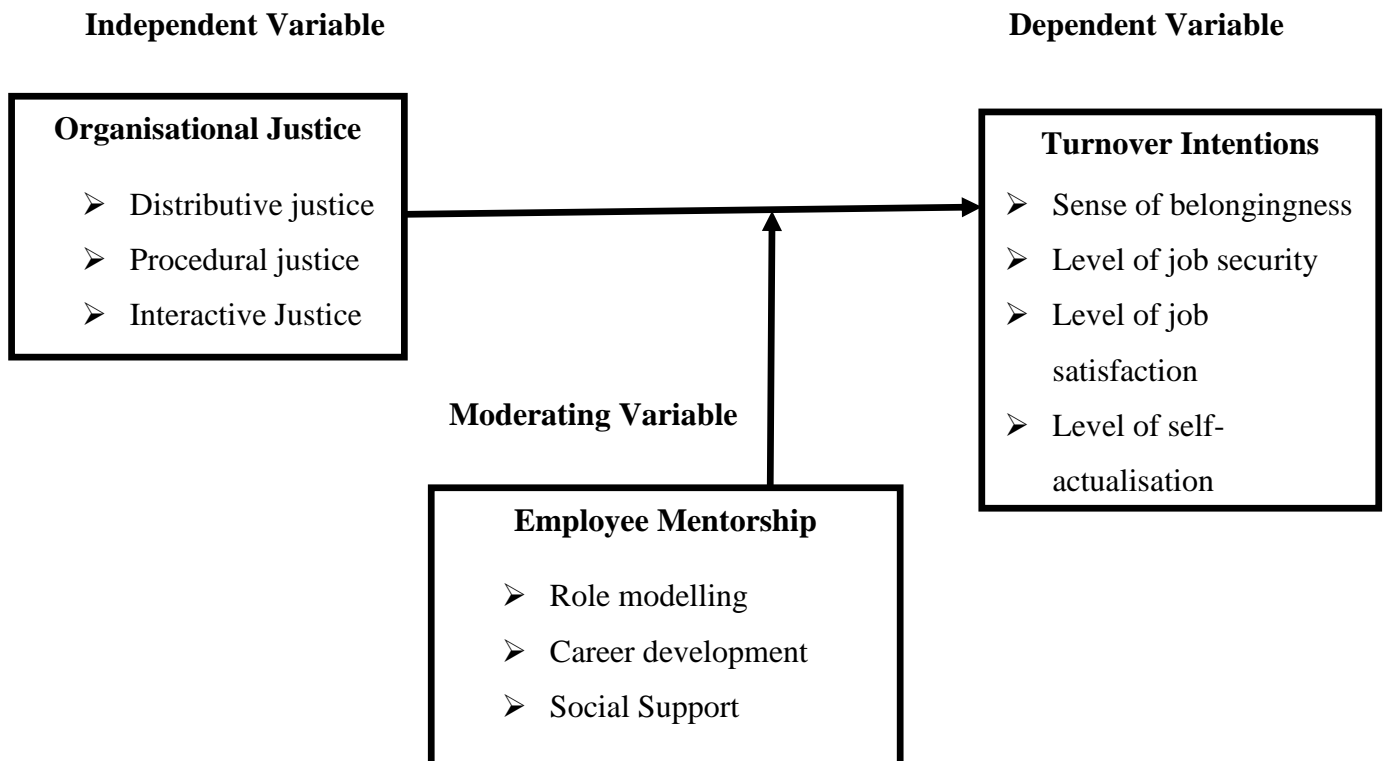 Independent Variable
Dependent Variable
Organisational Justice
➢ Distributive justice
➢ Procedural justice
➢ Interactive Justice
Turnover Intentions
➢ Sense of belongingness
➢ Level of job security
➢ Level of job
satisfaction
➢ Level of self-
actualisation
Moderating Variable
Employee Mentorship
➢ Role modelling
➢ Career development
➢ Social Support